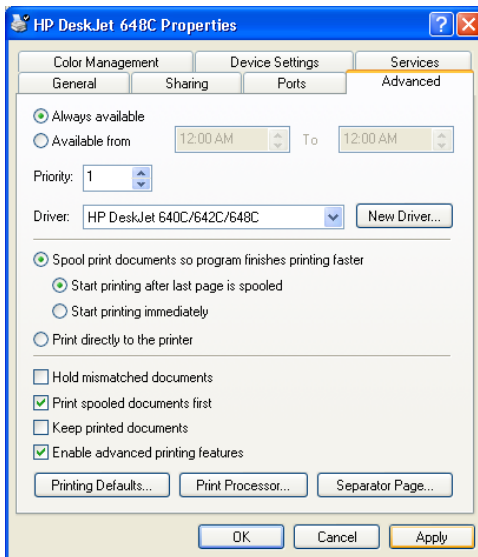 HP DeskJet 648C Properties
Color Management Device Settings Services
General Sharing Ports Advanced
Always available
Available from 12:00 AM To 12:00 AM
Priority: 1
Driver: HP DeskJet 640C/642C/648C New Driver...
Spool print documents so program finishes printing faster
Start printing after last page is spooled
Start printing immediately
Print directly to the printer
Hold mismatched documents
Print spooled documents first
Keep printed documents
Enable advanced printing features
Printing Defaults... Print Processor... Separator Page...
OK Cancel Apply